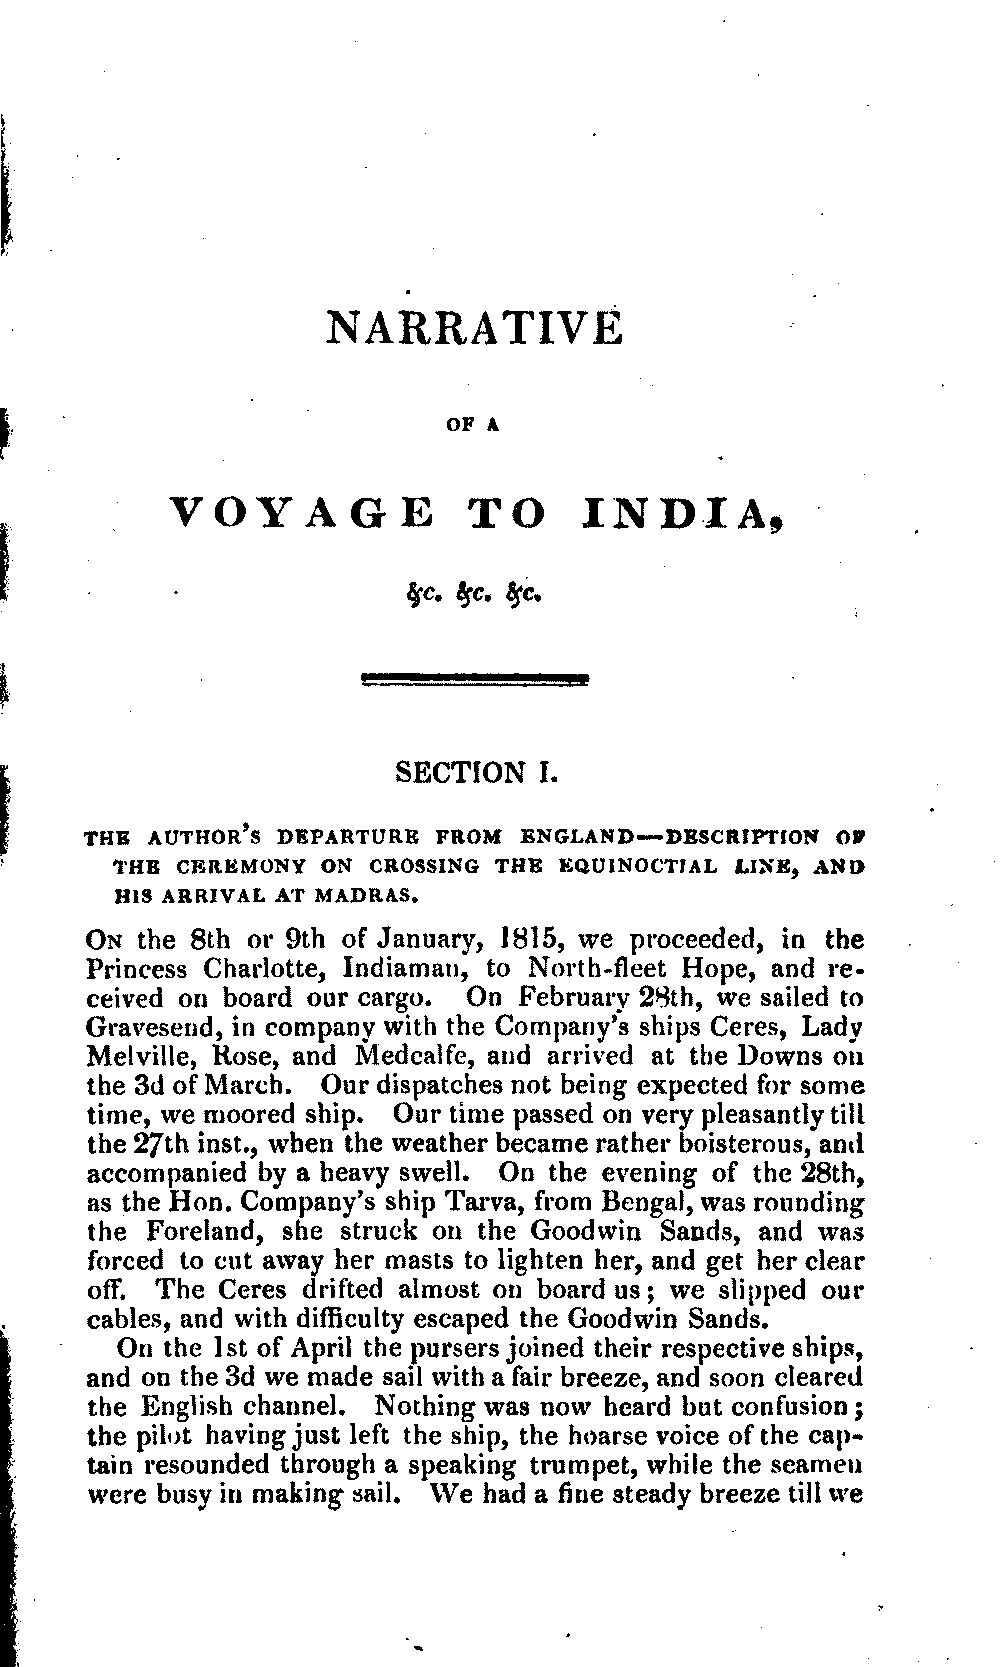 NARRATIVE
OF A
VOYAGE TO INDIA,
&c. &c. &c.
SECTION I.
THE AUTHOR'S DEPARTURE FROM ENGLAND—DESCRIPTION OF
THE CEREMONY ON CROSSING THE EQUINOCTIAL LINE, AND
HIS ARRIVAL AT MADRAS.
ON the 8th or 9th of January, 1815, we proceeded, in the
Princess Charlotte, Indiaman, to North-fleet Hope, and re-
ceived on board our cargo. On February 28th, we sailed to
Gravesend, in company with the Company's ships Ceres, Lady
Melville, Rose, and Medcalfe, and arrived at the Downs on
the 3d of March. Our dispatches not being expected for some
time, we moored ship. Our time passed on very pleasantly till
the 27th inst., when the weather became rather boisterous, and
accompanied by a heavy swell. On the evening of the 28th,
as the Hon. Company's ship Tarva, from Bengal, was rounding
the Foreland, she struck on the Goodwin Sands, and was
forced to cut away her masts to lighten her, and get her clear
off. The Ceres drifted almost on board us; we slipped our
cables, and with difficulty escaped the Goodwin Sands.
On the 1st of April the pursers joined their respective ships,
and on the 3d we made sail with a fair breeze, and soon cleared
the English channel. Nothing was now heard but confusion;
the pilot having just left the ship, the hoarse voice of the cap-
tain resounded through a speaking trumpet, while the seamen
were busy in making sail. We had a fine steady breeze till we